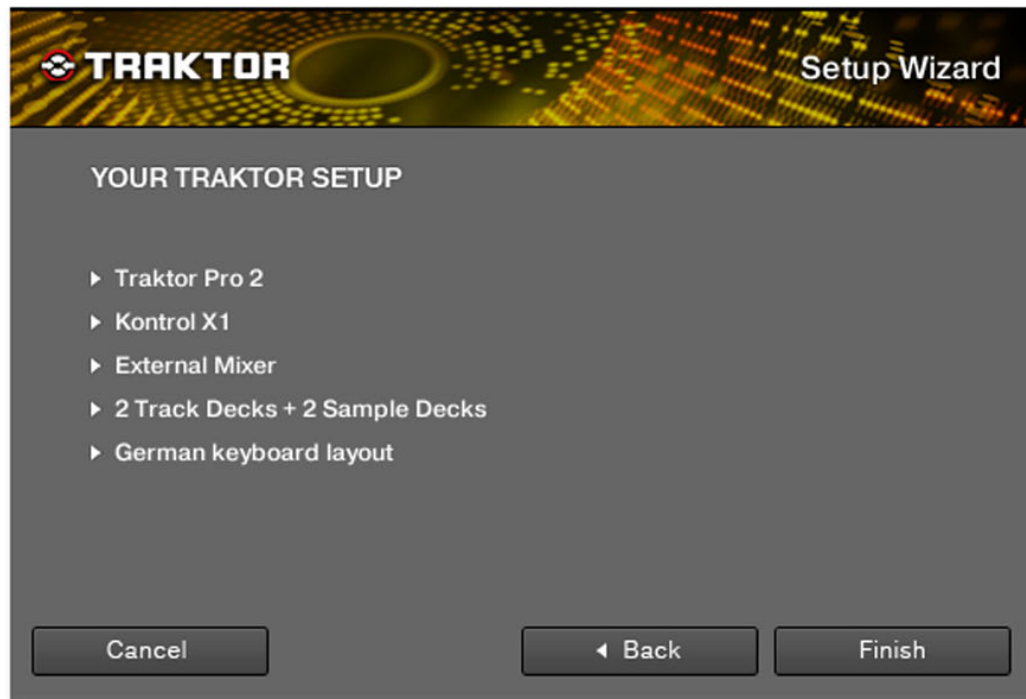 TRAKTOR
Setup Wizard
YOUR TRAKTOR SETUP
Traktor Pro 2
Kontrol X1
External Mixer
2 Track Decks + 2 Sample Decks
German keyboard layout
Cancel
Back
Finish